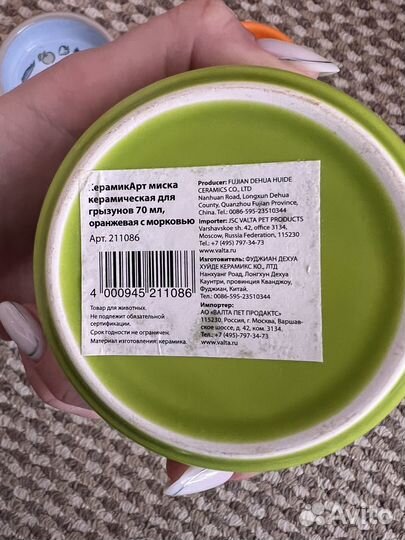 КерамикАрт миска
керамическая для
грызунов 70 мл,
оранжевая с морковью
Арт. 211086
4 000945 211086
Товар для животных.
Не подлежит обязательной
сертификации.
Срок годности не ограничен.
Материал изготовления: керамика.
Producer: FUJIAN DEHUA HUIDE
CERAMICS CO., LTD
Nanhuan Road, Longxun Dehua
County, Quanzhou Fujian Province,
China. Tel.: 0086-595-23510344
Importer: JSC VALTA PET PRODUCTS
Varshavskoe sh. 42, office 3134,
Moscow, Russia Federation, 115230
Tel.: +7 (495) 797-34-73
www.valta.ru
Изготовитель: ФУДЖИАН ДЕХУА
ХУЙДЕ КЕРАМИКС КО., ЛТД
Нанхуанг Роад, Лонгхун Дехуа
Каунтри, провинция Кванджоу,
Фуджиан, Китай.
Тел.: 0086-595-23510344
Импортер:
АО «ВАЛТА ПЕТ ПРОДАКТС»
115230, Россия, г. Москва, Варшав-
ское шоссе, д. 42, ком. 3134.
Тел.: +7 (495)-797-34-73
www.valta.ru
Avito